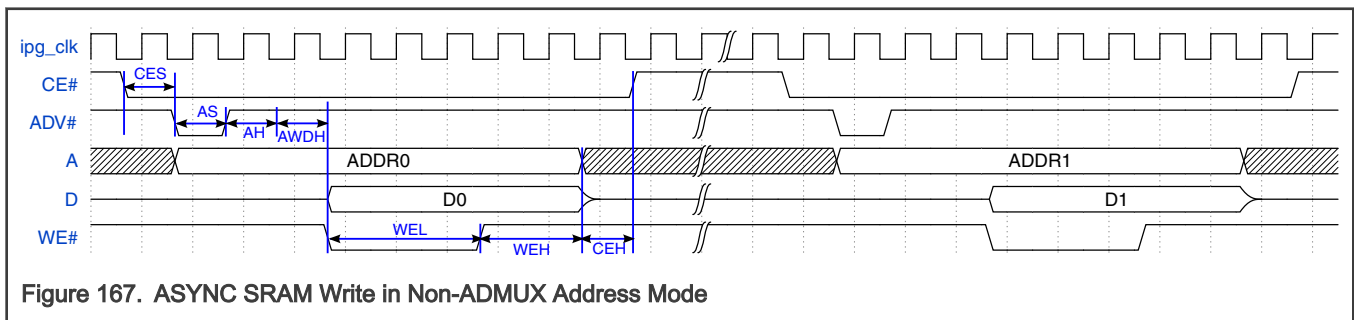 ipg_clk
CE#
CES
ADV#
AS
AH
AWDH
A
ADDR0
ADDR1
D
D0
D1
WE#
WEL
WEH
CEH
Figure 167. ASYNC SRAM Write in Non-ADMUX Address Mode